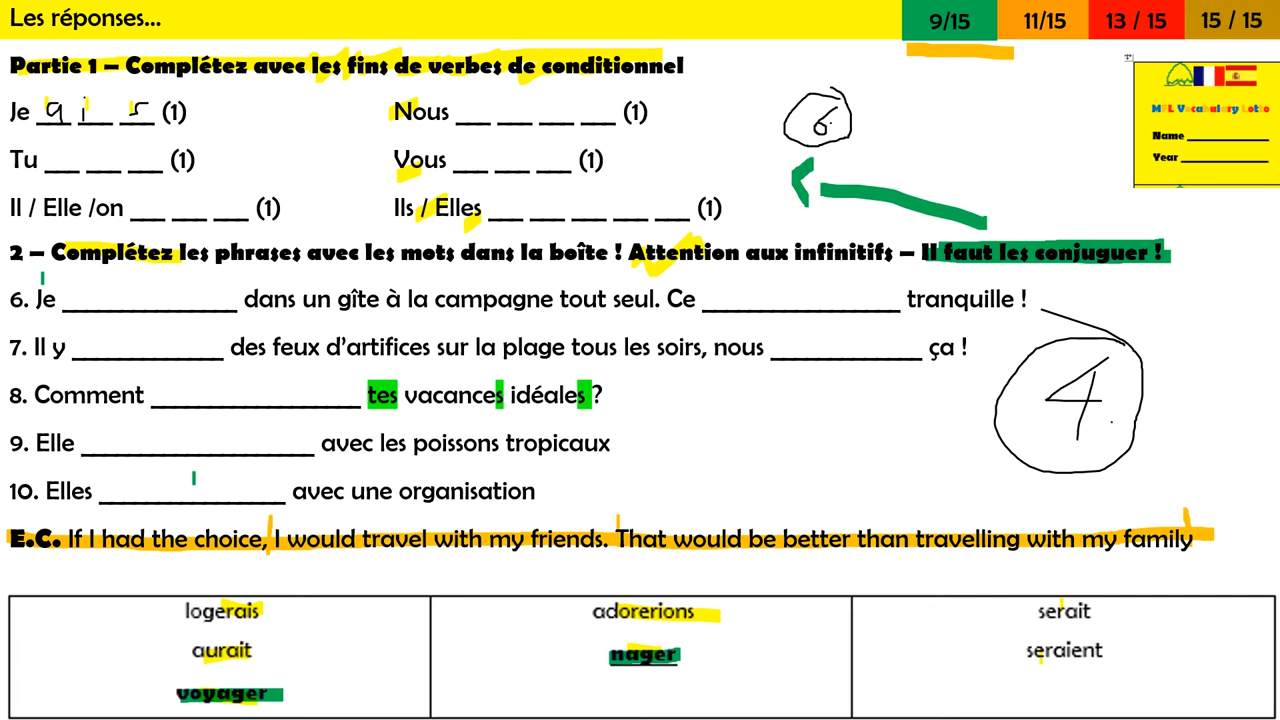 Les réponses...
9/15 11/15 13 / 15 15 / 15
Partie 1 – Complétez avec les fins de verbes de conditionnel
Je a i s (1) Nous ___ ___ ___ ___ (1)
6
MFL Vocabulary Lotto
Name ______________
Year ______________
Tu ___ ___ ___ (1) Vous ___ ___ ___ (1)
Il / Elle /on ___ ___ ___ (1) Ils / Elles ___ ___ ___ ___ ___ (1)
2 – Complétez les phrases avec les mots dans la boîte ! Attention aux infinitifs – Il faut les conjuguer !
6. Je ______________ dans un gîte à la campagne tout seul. Ce ________________ tranquille !
7. Il y ____________ des feux d’artifices sur la plage tous les soirs, nous ____________ ça !
4
8. Comment _________________ tes vacances idéales ?
9. Elle ___________________ avec les poissons tropicaux
10. Elles _______________ avec une organisation
E.C. If I had the choice, I would travel with my friends. That would be better than travelling with my family
logerais adorerions serait
aurait nager seraient
voyager